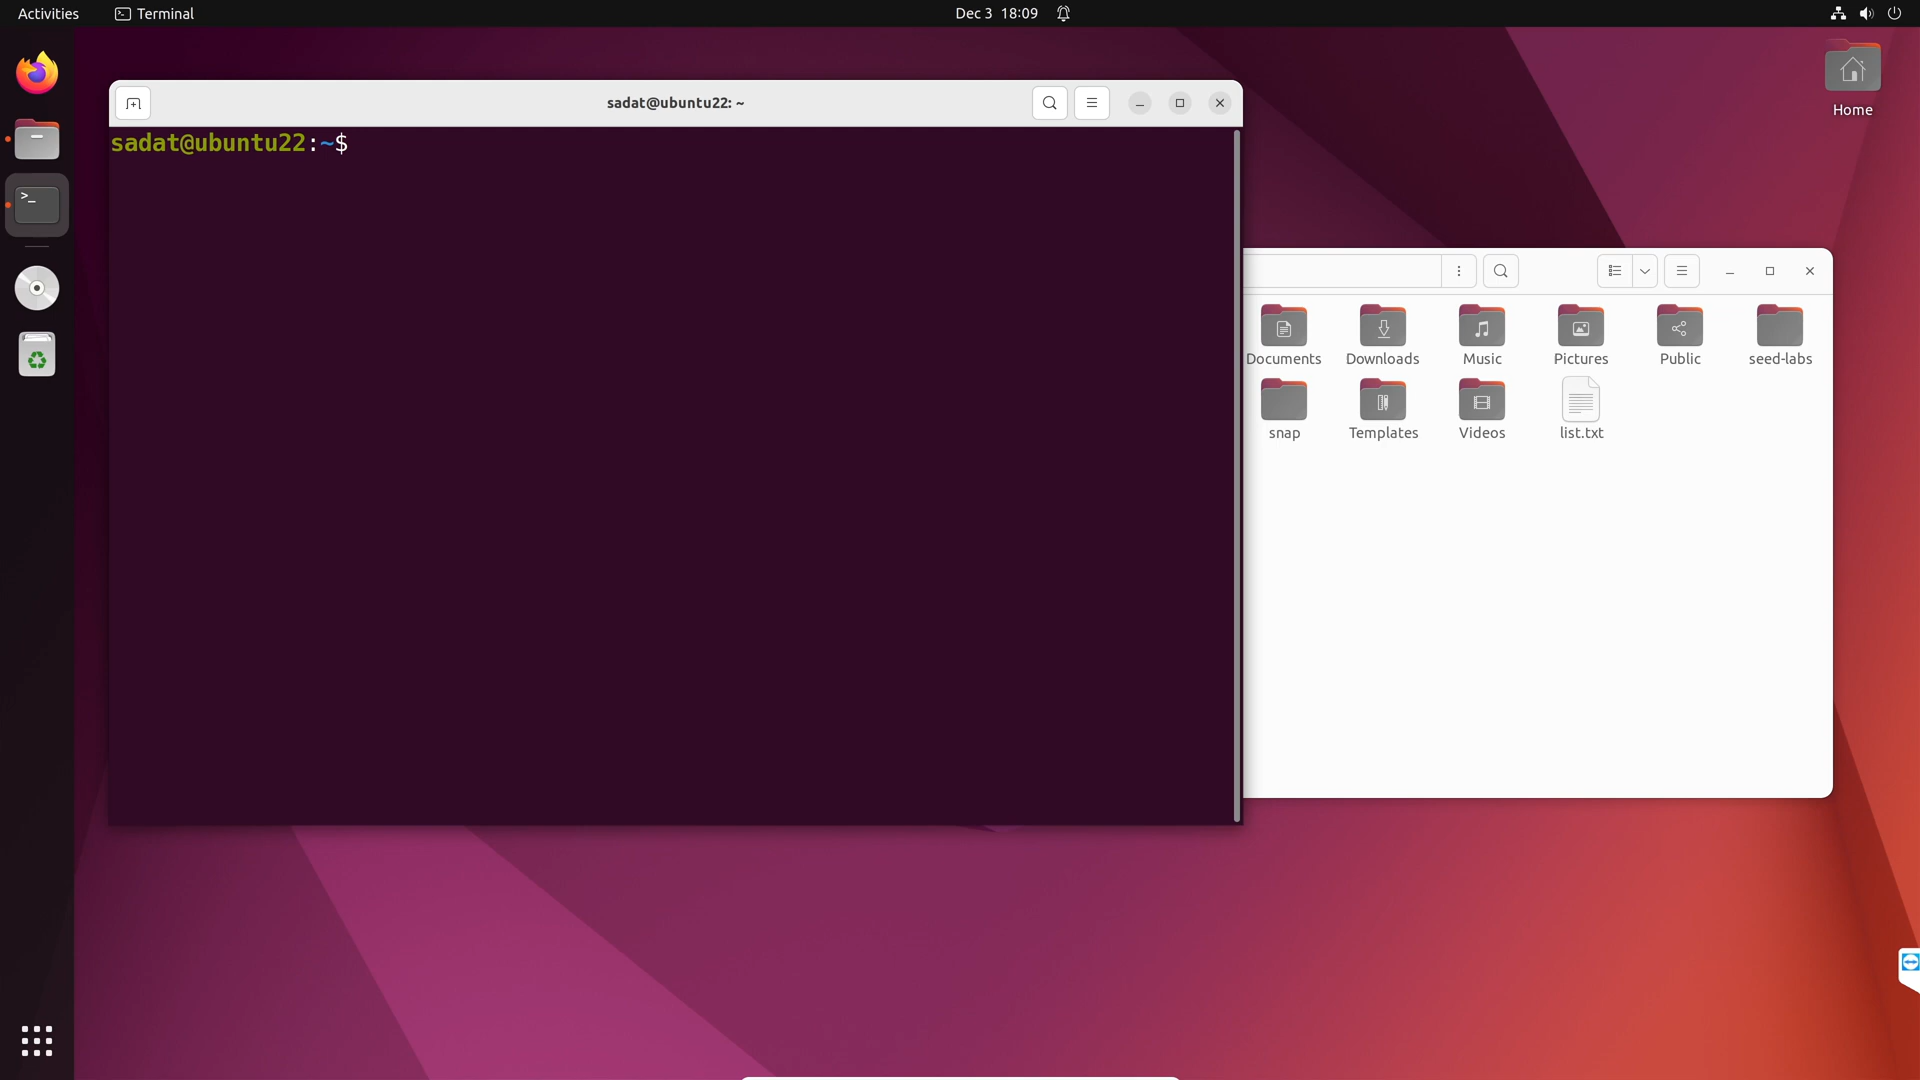 Activities
Terminal
Dec 3 18:09
Home
sadat@ubuntu22: ~
sadat@ubuntu22:~$
Documents
Downloads
Music
Pictures
Public
seed-labs
snap
Templates
Videos
list.txt